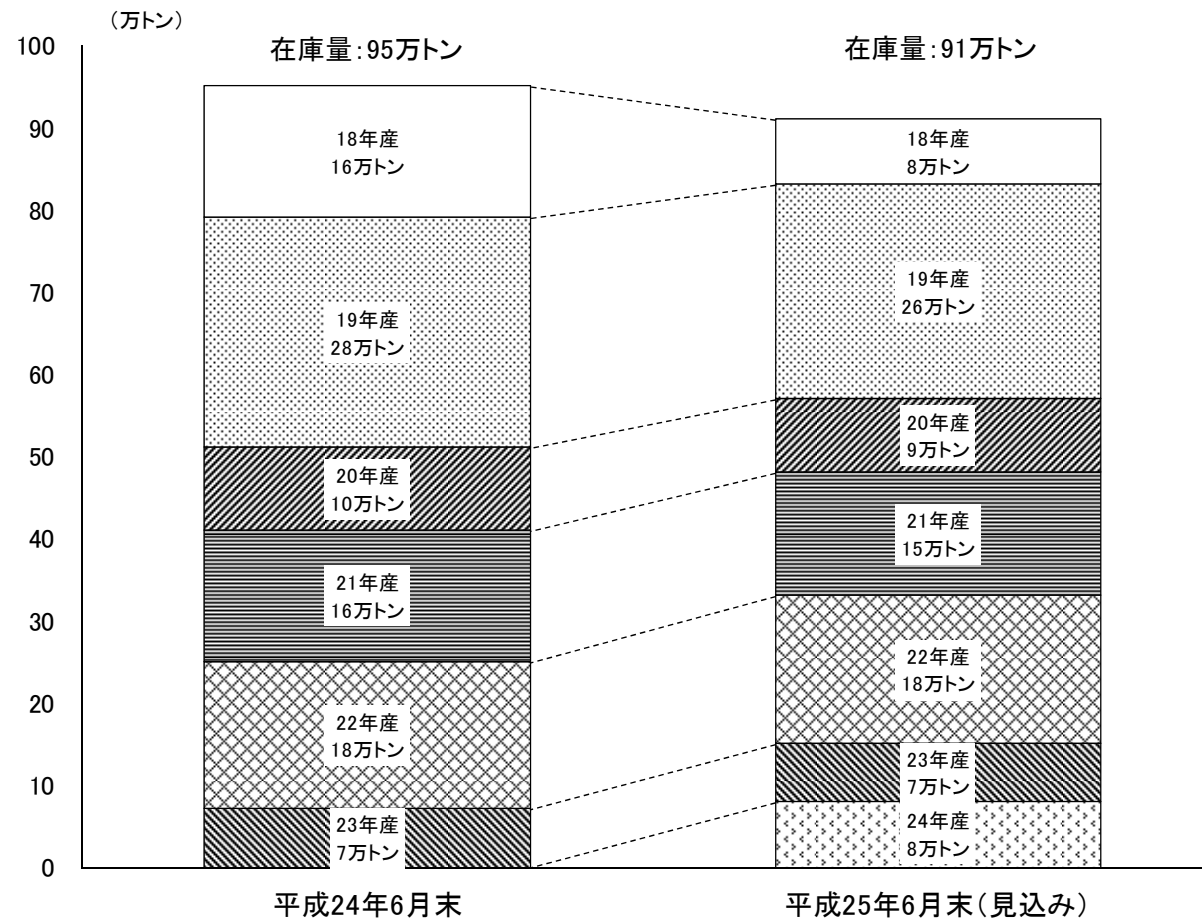 （万トン）
在庫量：95万トン
在庫量：91万トン
100
90
80
70
60
50
40
30
20
10
0
18年産
16万トン
19年産
28万トン
20年産
10万トン
21年産
16万トン
22年産
18万トン
23年産
7万トン
18年産
8万トン
19年産
26万トン
20年産
9万トン
21年産
15万トン
22年産
18万トン
23年産
7万トン
24年産
8万トン
平成24年6月末
平成25年6月末（見込み）